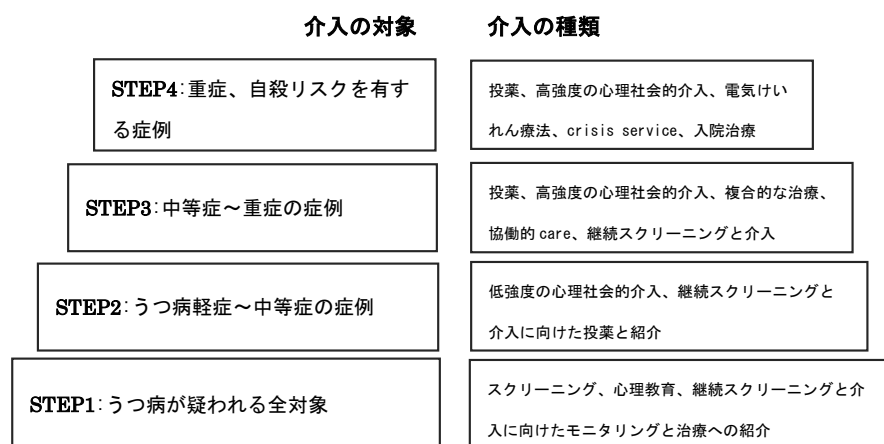 介入の対象 介入の種類
STEP4:重症、自殺リスクを有す
る症例
投薬、高強度の心理社会的介入、電気けい
れん療法、crisis service、入院治療
STEP3:中等症～重症の症例
投薬、高強度の心理社会的介入、複合的な治療、
協働的 care、継続スクリーニングと介入
STEP2:うつ病軽症～中等症の症例
低強度の心理社会的介入、継続スクリーニングと
介入に向けた投薬と紹介
STEP1:うつ病が疑われる全対象
スクリーニング、心理教育、継続スクリーニングと介
入に向けたモニタリングと治療への紹介